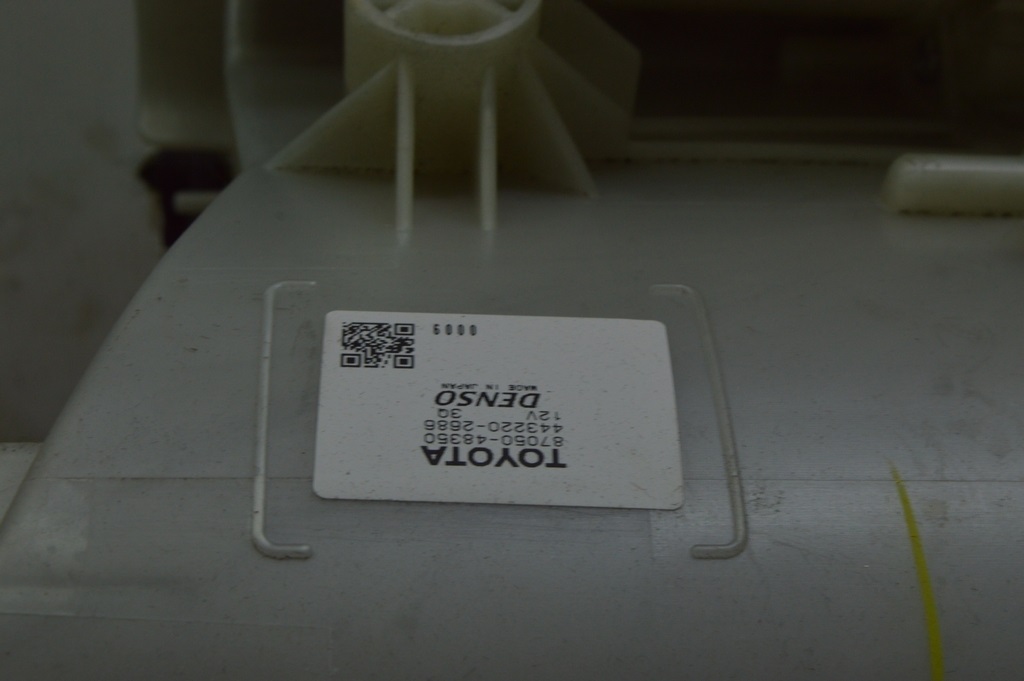 TOYOTA
87050-48350
443220-2686
12V 3Q
DENSO
MADE IN JAPAN
0009